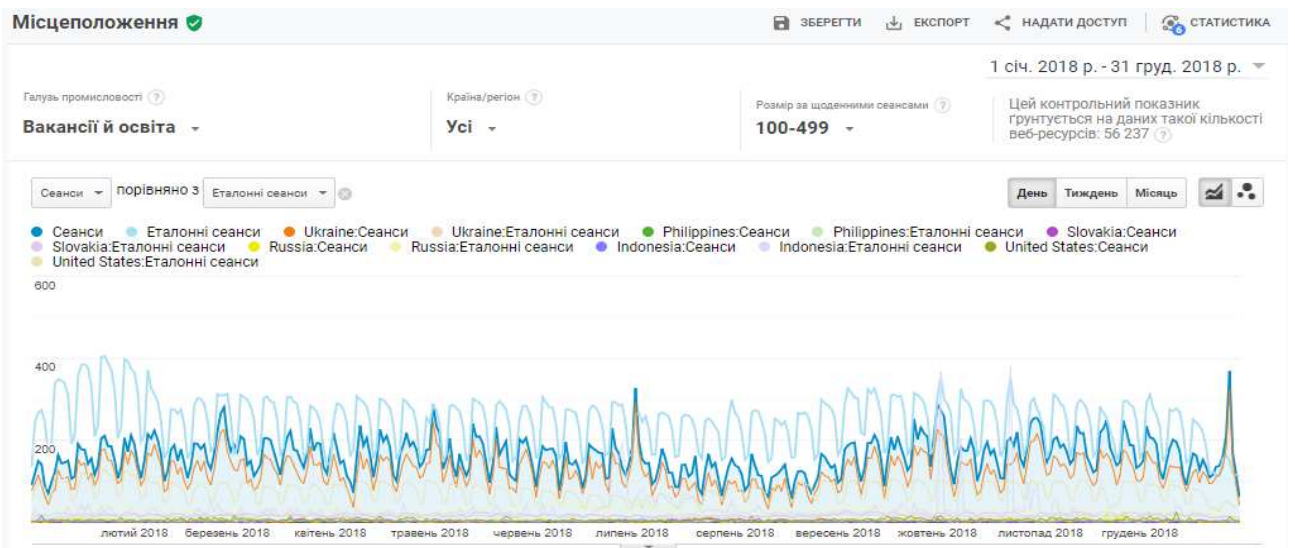 Місцеположення
ЗБЕРЕГТИ ЕКСПОРТ НАДАТИ ДОСТУП СТАТИСТИКА
6
1 січ. 2018 р. - 31 груд. 2018 р.
Галузь промисловості ?
Вакансії й освіта
Країна/регіон ?
Усі
Розмір за щоденними сеансами ?
100-499
Цей контрольний показник
ґрунтується на даних такої кількості
веб-ресурсів: 56 237 ?
Сеанси порівняно з Еталонні сеанси
День Тиждень Місяць
Сеанси Еталонні сеанси Ukraine:Сеанси Ukraine:Еталонні сеанси Philippines:Сеанси Philippines:Еталонні сеанси Slovakia:Сеанси
Slovakia:Еталонні сеанси Russia:Сеанси Russia:Еталонні сеанси Indonesia:Сеанси Indonesia:Еталонні сеанси United States:Сеанси
United States:Еталонні сеанси
600
400
200
лютий 2018 березень 2018 квітень 2018 травень 2018 червень 2018 липень 2018 серпень 2018 вересень 2018 жовтень 2018 листопад 2018 грудень 2018